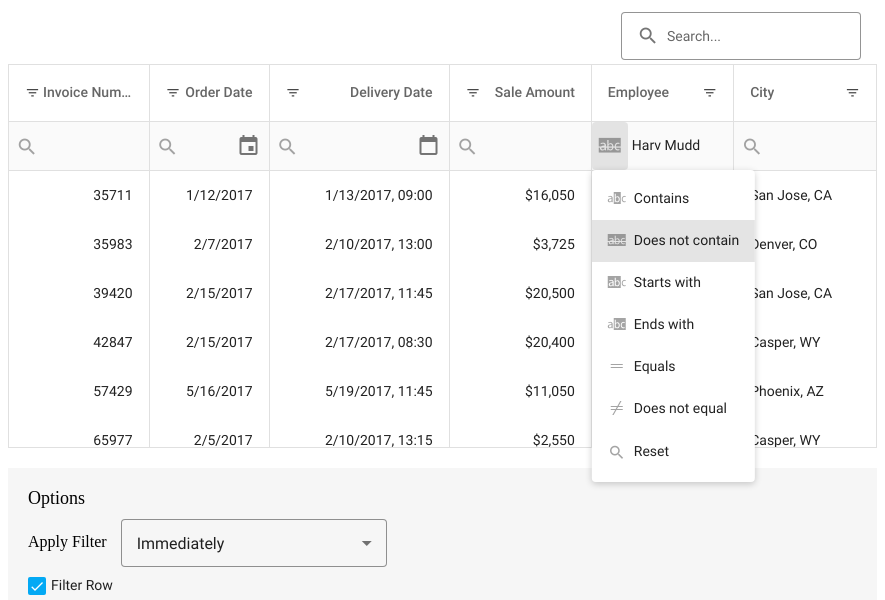 Search...
Invoice Num... Order Date Delivery Date Sale Amount Employee City
abc Harv Mudd
35711 1/12/2017 1/13/2017, 09:00 $16,050 San Jose, CA
abc Contains
35983 2/7/2017 2/10/2017, 13:00 $3,725 Denver, CO
abc Does not contain
39420 2/15/2017 2/17/2017, 11:45 $20,500 San Jose, CA
abc Starts with
42847 2/15/2017 2/17/2017, 08:30 $20,400 Casper, WY
abc Ends with
= Equals
57429 5/16/2017 5/19/2017, 11:45 $11,050 Phoenix, AZ
≠ Does not equal
65977 2/5/2017 2/10/2017, 13:15 $2,550 Casper, WY
Reset
Options
Apply Filter Immediately
Filter Row